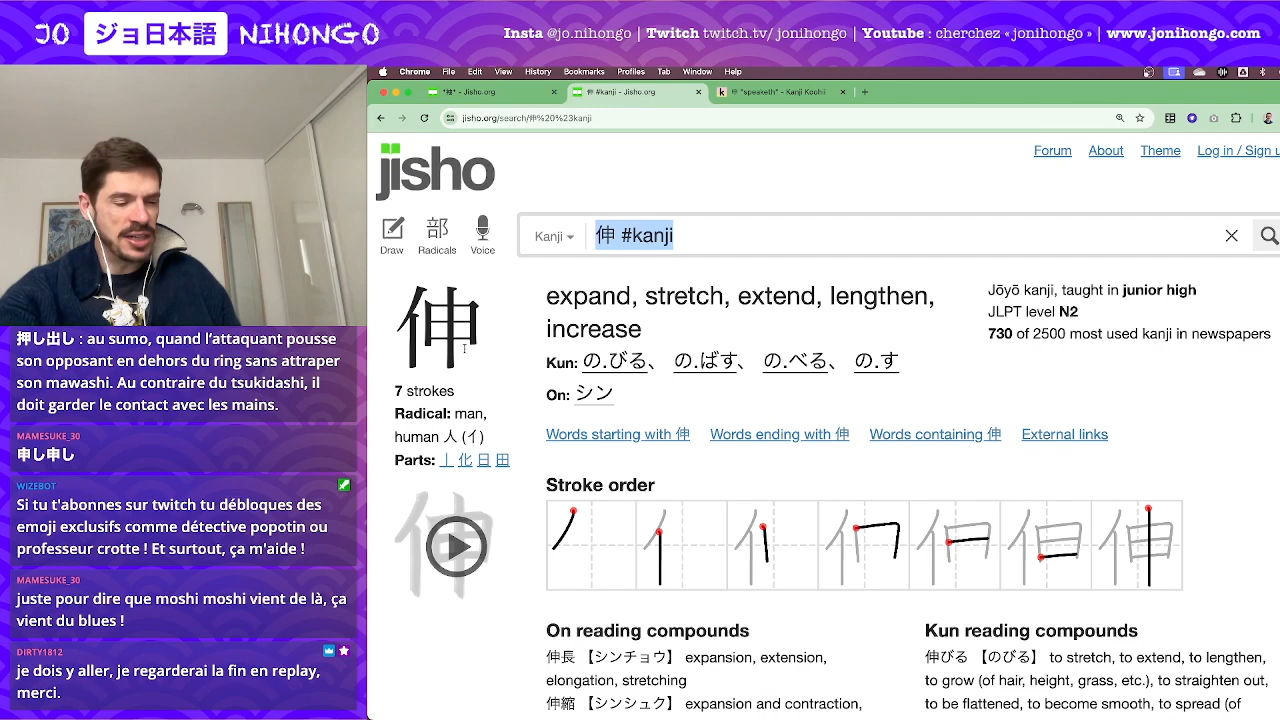 JO ジョ日本語 NIHONGO
Insta @jo.nihongo | Twitch twitch.tv/ jonihongo | Youtube : cherchez « jonihongo » | www.jonihongo.com
Chrome File Edit View History Bookmarks Profiles Tab Window Help
*紳* - Jisho.org
伸 #kanji - Jisho.org
伸 "speaketh" - Kanji Koohii
jisho.org/search/伸%20%23kanji
jisho
Forum About Theme Log in / Sign u
Draw Radicals Voice
Kanji
伸 #kanji
伸
7 strokes
Radical: man,
human 人 (亻)
Parts: 丨 化 日 田
expand, stretch, extend, lengthen,
increase
Kun: の.びる、 の.ばす、 の.べる、 の.す
On: シン
Jōyō kanji, taught in junior high
JLPT level N2
730 of 2500 most used kanji in newspapers
Words starting with 伸 Words ending with 伸 Words containing 伸 External links
Stroke order
伸
On reading compounds
伸長 【シンチョウ】 expansion, extension,
elongation, stretching
伸縮 【シンシュク】 expansion and contraction,
Kun reading compounds
伸びる 【のびる】 to stretch, to extend, to lengthen,
to grow (of hair, height, grass, etc.), to straighten out,
to be flattened, to become smooth, to spread (of
押し出し : au sumo, quand l'attaquant pousse
son opposant en dehors du ring sans attraper
son mawashi. Au contraire du tsukidashi, il
doit garder le contact avec les mains.
MAMESUKE_30
申し申し
WIZEBOT
Si tu t'abonnes sur twitch tu débloques des
emoji exclusifs comme détective popotin ou
professeur crotte ! Et surtout, ça m'aide !
MAMESUKE_30
juste pour dire que moshi moshi vient de là, ça
vient du blues !
DIRTY1812
je dois y aller, je regarderai la fin en replay,
merci.